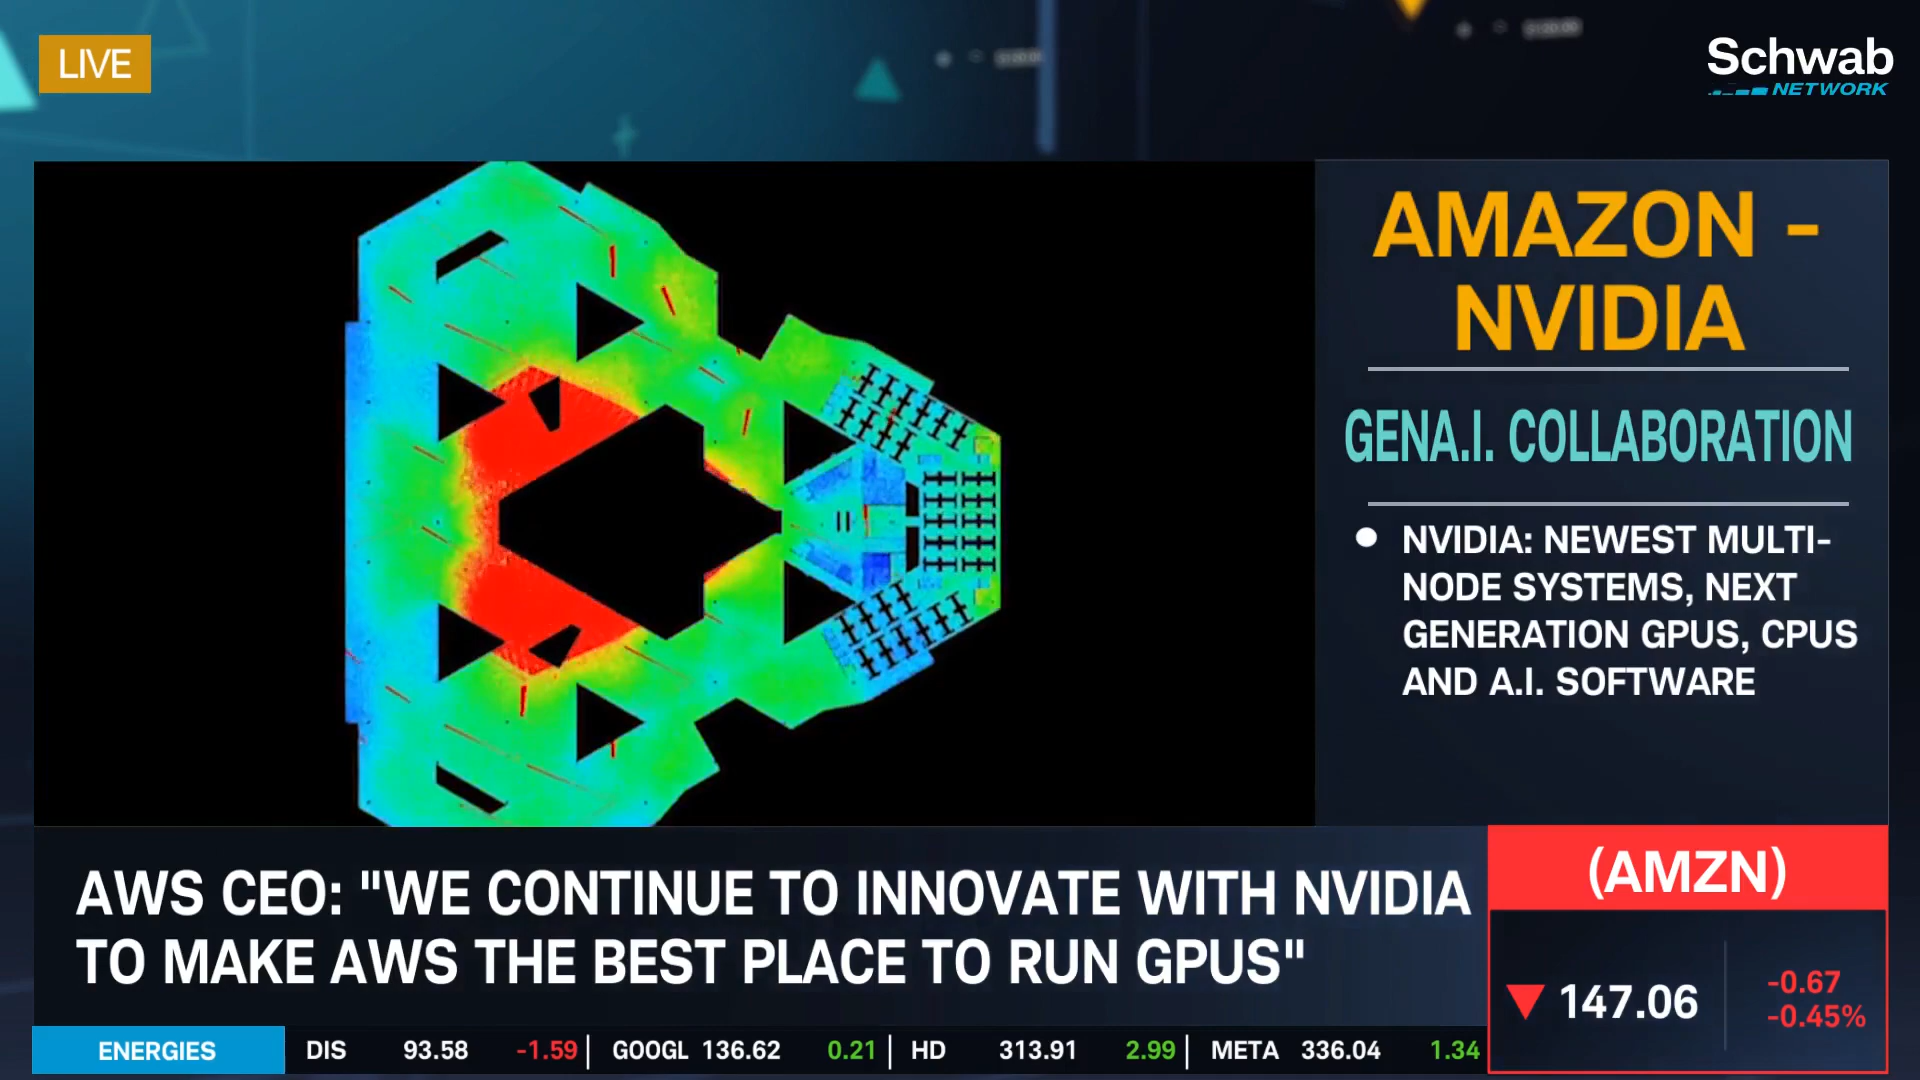 LIVE
Schwab
NETWORK
AMAZON -
NVIDIA
GENA.I. COLLABORATION
● NVIDIA: NEWEST MULTI-
NODE SYSTEMS, NEXT
GENERATION GPUS, CPUS
AND A.I. SOFTWARE
AWS CEO: "WE CONTINUE TO INNOVATE WITH NVIDIA
TO MAKE AWS THE BEST PLACE TO RUN GPUS"
(AMZN)
▼ 147.06
-0.67
-0.45%
ENERGIES DIS 93.58 -1.59 | GOOGL 136.62 0.21 | HD 313.91 2.99 | META 336.04 1.34